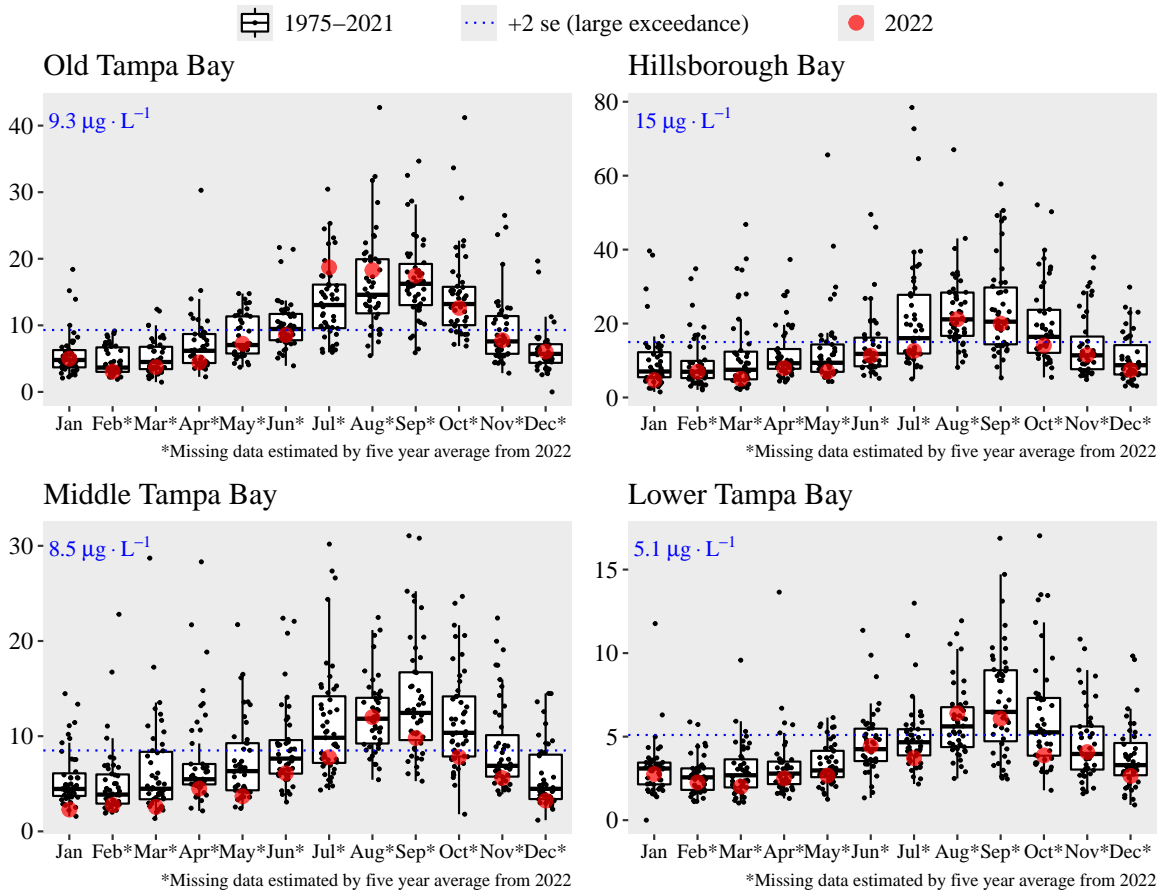 1975–2021 +2 se (large exceedance) 2022
Old Tampa Bay
9.3 μg · L⁻¹
40
30
20
10
0
Jan Feb* Mar* Apr* May* Jun* Jul* Aug* Sep* Oct* Nov* Dec*
*Missing data estimated by five year average from 2022
Hillsborough Bay
15 μg · L⁻¹
80
60
40
20
0
Jan Feb* Mar* Apr* May* Jun* Jul* Aug* Sep* Oct* Nov* Dec*
*Missing data estimated by five year average from 2022
Middle Tampa Bay
8.5 μg · L⁻¹
30
20
10
0
Jan Feb* Mar* Apr* May* Jun* Jul* Aug* Sep* Oct* Nov* Dec*
*Missing data estimated by five year average from 2022
Lower Tampa Bay
5.1 μg · L⁻¹
15
10
5
0
Jan Feb* Mar* Apr* May* Jun* Jul* Aug* Sep* Oct* Nov* Dec*
*Missing data estimated by five year average from 2022